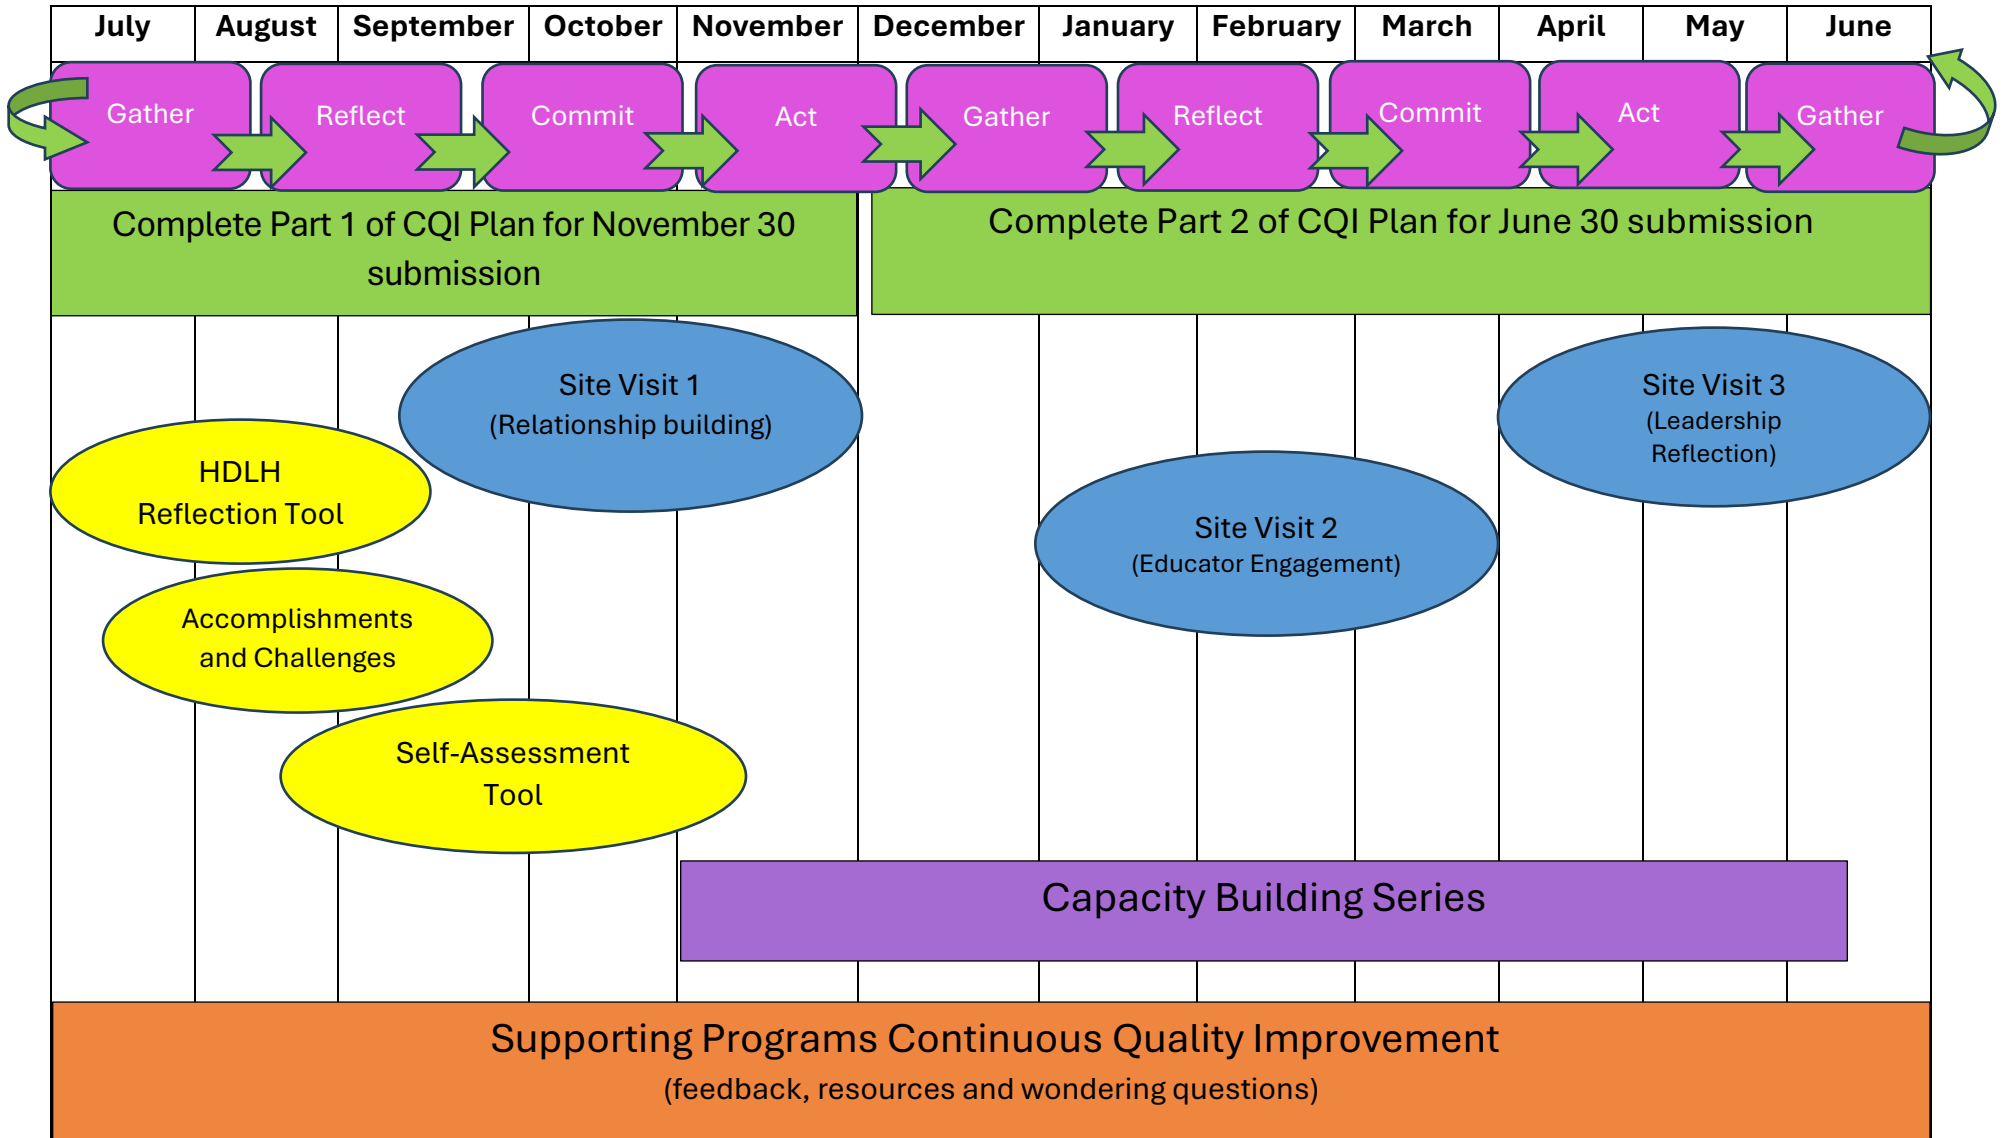 July August September October November December January February March April May June
Gather Reflect Commit Act Gather Reflect Commit Act Gather
Complete Part 1 of CQI Plan for November 30
submission
Complete Part 2 of CQI Plan for June 30 submission
Site Visit 1
(Relationship building)
Site Visit 3
(Leadership
Reflection)
HDLH
Reflection Tool
Site Visit 2
(Educator Engagement)
Accomplishments
and Challenges
Self-Assessment
Tool
Capacity Building Series
Supporting Programs Continuous Quality Improvement
(feedback, resources and wondering questions)